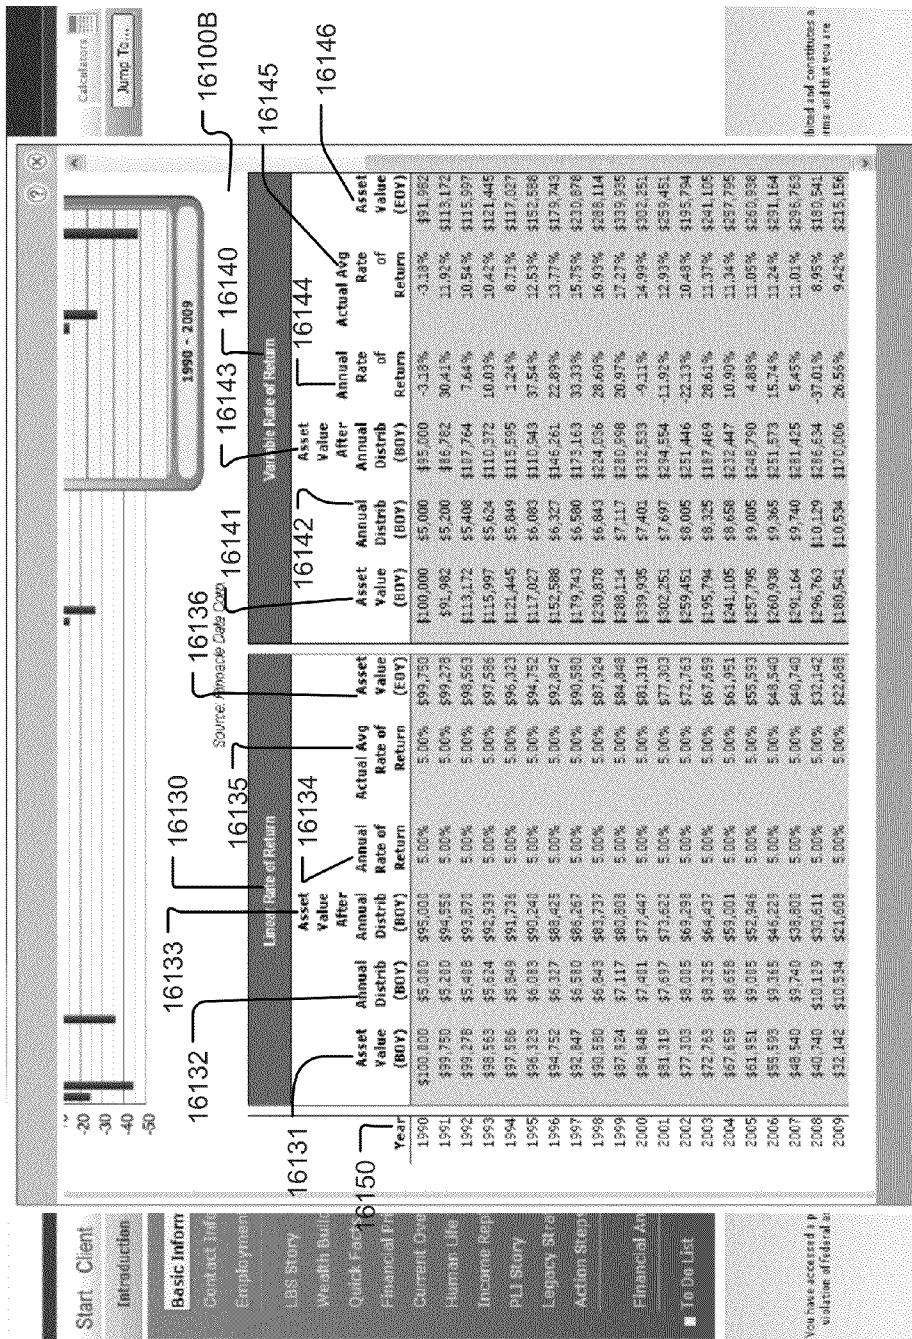 Start Client
Calculators
Introduction
Jump To...
Basic Inform
Contact Info
Employmen
LBS Story
Wealth Build
Quick Fact
Financial Fr
Current Ove
Human Life
Income Rep
PLI Story
Legacy Stra
Action Steps
Financial An
To Do List
?
-20
-30
-40
-50
1990 - 2009
Source: Pinnacle Data Corp
16100B
16130
16131
16132
16133
16134
16135
16136
16140
16141
16142
16143
16144
16145
16146
16150
Linear Rate of Return Variable Rate of Return
Year Asset Value (BOY) Annual Distrib (BOY) Asset Value After Annual Distrib (BOY) Annual Rate of Return Actual Avg Rate of Return Asset Value (EOY) Asset Value (BOY) Annual Distrib (BOY) Asset Value After Annual Distrib (BOY) Annual Rate of Return Actual Avg Rate of Return Asset Value (EOY)
1990 $100,000 $5,000 $95,000 5.00% 5.00% $99,750 $100,000 $5,000 $95,000 -3.18% -3.18% $91,982
1991 $99,750 $5,200 $94,550 5.00% 5.00% $99,278 $91,982 $5,200 $86,782 30.41% 11.92% $113,172
1992 $99,278 $5,408 $93,870 5.00% 5.00% $98,563 $113,172 $5,408 $107,764 7.64% 10.54% $115,997
1993 $98,563 $5,624 $92,939 5.00% 5.00% $97,586 $115,997 $5,624 $110,372 10.03% 10.42% $121,445
1994 $97,586 $5,849 $91,736 5.00% 5.00% $96,323 $121,445 $5,849 $115,595 1.24% 8.71% $117,027
1995 $96,323 $6,083 $90,240 5.00% 5.00% $94,752 $117,027 $6,083 $110,943 37.54% 12.53% $152,588
1996 $94,752 $6,327 $88,425 5.00% 5.00% $92,847 $152,588 $6,327 $146,261 22.89% 13.77% $179,743
1997 $92,847 $6,580 $86,267 5.00% 5.00% $90,580 $179,743 $6,580 $173,163 33.33% 15.75% $230,878
1998 $90,580 $6,843 $83,737 5.00% 5.00% $87,924 $230,878 $6,843 $224,036 28.60% 16.93% $288,114
1999 $87,924 $7,117 $80,808 5.00% 5.00% $84,848 $288,114 $7,117 $280,998 20.97% 17.27% $339,935
2000 $84,848 $7,401 $77,447 5.00% 5.00% $81,319 $339,935 $7,401 $332,533 -9.11% 14.99% $302,251
2001 $81,319 $7,697 $73,622 5.00% 5.00% $77,303 $302,251 $7,697 $294,554 -11.92% 12.93% $259,451
2002 $77,303 $8,005 $69,298 5.00% 5.00% $72,763 $259,451 $8,005 $251,446 -22.13% 10.48% $195,794
2003 $72,763 $8,325 $64,437 5.00% 5.00% $67,659 $195,794 $8,325 $187,469 28.61% 11.37% $241,105
2004 $67,659 $8,658 $59,001 5.00% 5.00% $61,951 $241,105 $8,658 $232,447 10.90% 11.34% $257,795
2005 $61,951 $9,005 $52,946 5.00% 5.00% $55,593 $257,795 $9,005 $248,790 4.88% 11.05% $260,938
2006 $55,593 $9,365 $46,229 5.00% 5.00% $48,540 $260,938 $9,365 $251,573 15.74% 11.24% $291,164
2007 $48,540 $9,740 $38,800 5.00% 5.00% $40,740 $291,164 $9,740 $281,425 5.45% 11.01% $296,763
2008 $40,740 $10,129 $30,611 5.00% 5.00% $32,142 $296,763 $10,129 $286,634 -37.01% 8.95% $180,541
2009 $32,142 $10,534 $21,608 5.00% 5.00% $22,688 $180,541 $10,534 $170,006 26.56% 9.42% $215,156
You have accessed a p
ibited and constitutes a
violation of federal a
rms and that you are